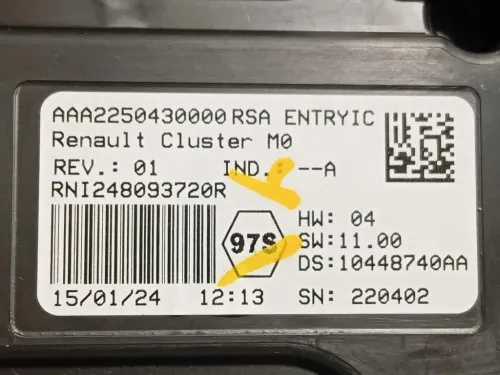 AAA2250430000 RSA ENTRYIC
Renault Cluster M0
REV.: 01 IND.: --A
RNI248093720R
HW: 04
97S SW:11.00
DS:10448740AA
15/01/24 12:13 SN: 220402